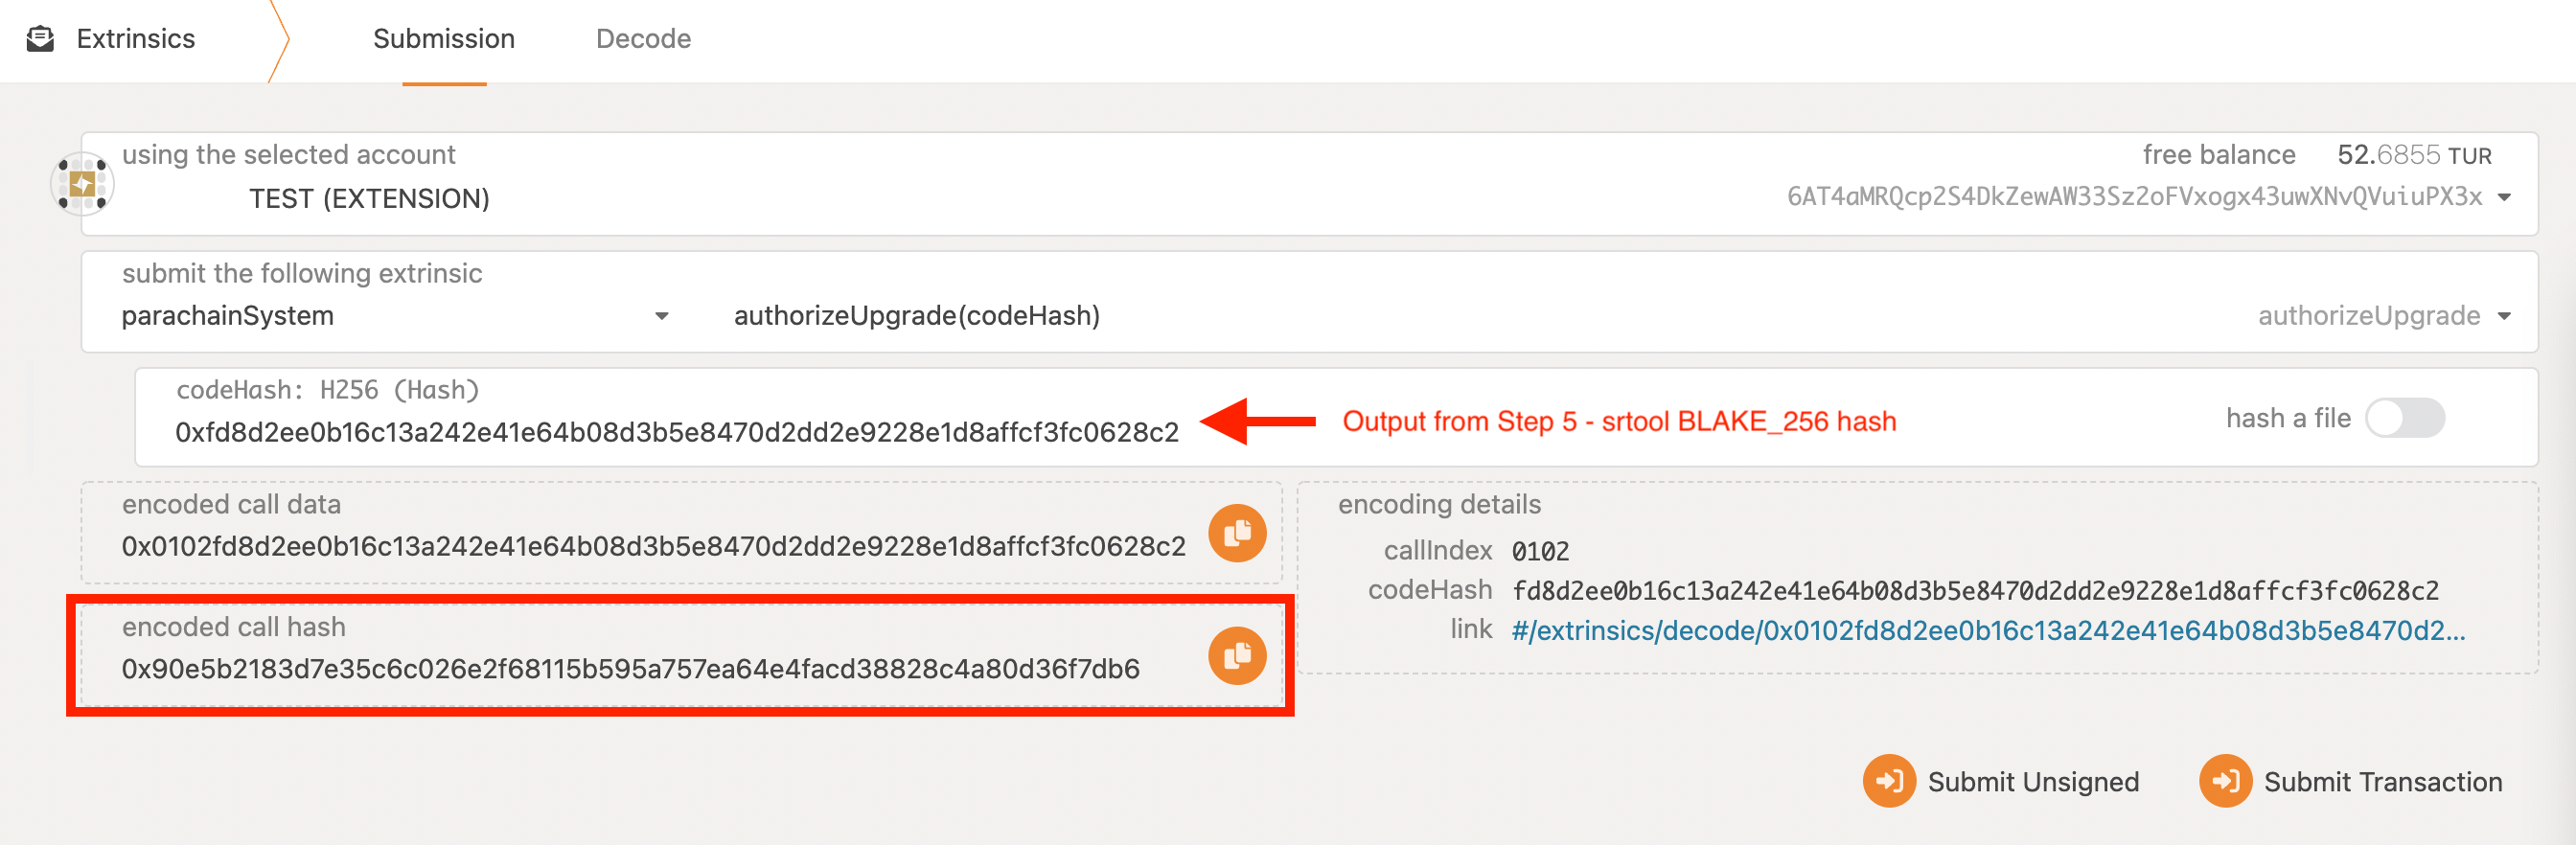 Extrinsics
Submission
Decode
using the selected account
free balance 52.6855 TUR
TEST (EXTENSION)
6AT4aMRQcp2S4DkZewAW33Sz2oFVxogx43uwXNvQVuiuPX3x
submit the following extrinsic
parachainSystem
authorizeUpgrade(codeHash)
authorizeUpgrade
codeHash: H256 (Hash)
0xfd8d2ee0b16c13a242e41e64b08d3b5e8470d2dd2e9228e1d8affcf3fc0628c2
Output from Step 5 - srtool BLAKE_256 hash
hash a file
encoded call data
0x0102fd8d2ee0b16c13a242e41e64b08d3b5e8470d2dd2e9228e1d8affcf3fc0628c2
encoding details
callIndex 0102
codeHash fd8d2ee0b16c13a242e41e64b08d3b5e8470d2dd2e9228e1d8affcf3fc0628c2
link #/extrinsics/decode/0x0102fd8d2ee0b16c13a242e41e64b08d3b5e8470d2...
encoded call hash
0x90e5b2183d7e35c6c026e2f68115b595a757ea64e4facd38828c4a80d36f7db6
Submit Unsigned
Submit Transaction